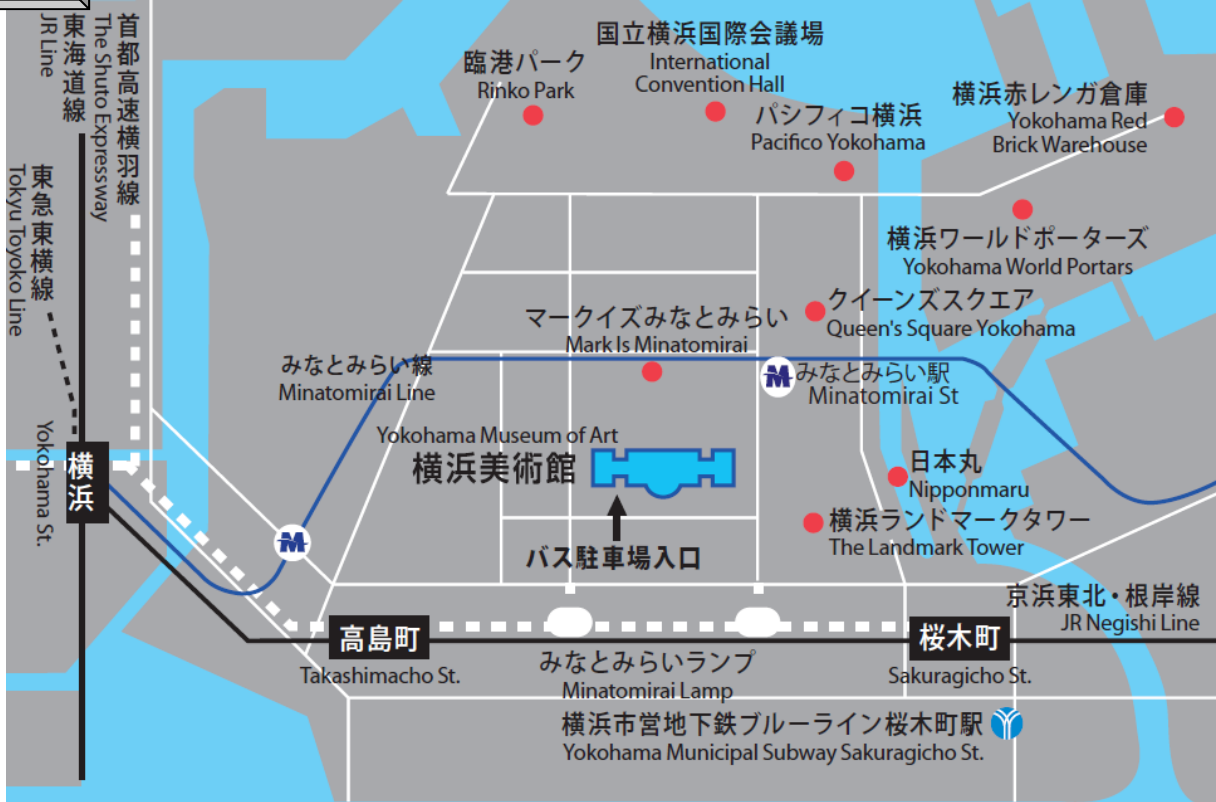 首都高速横羽線
The Shuto Expressway
東海道線
JR Line
東急東横線
Tokyu Toyoko Line
臨港パーク
Rinko Park
国立横浜国際会議場
International
Convention Hall
パシフィコ横浜
Pacifico Yokohama
横浜赤レンガ倉庫
Yokohama Red
Brick Warehouse
横浜ワールドポーターズ
Yokohama World Portars
クイーンズスクエア
Queen's Square Yokohama
マークイズみなとみらい
Mark Is Minatomirai
みなとみらい線
Minatomirai Line
M みなとみらい駅
Minatomirai St
Yokohama Museum of Art
横浜美術館
横浜
Yokohama St.
日本丸
Nipponmaru
横浜ランドマークタワー
The Landmark Tower
M
バス駐車場入口
京浜東北・根岸線
JR Negishi Line
高島町
Takashimacho St.
みなとみらいランプ
Minatomirai Lamp
桜木町
Sakuragicho St.
横浜市営地下鉄ブルーライン桜木町駅
Yokohama Municipal Subway Sakuragicho St.